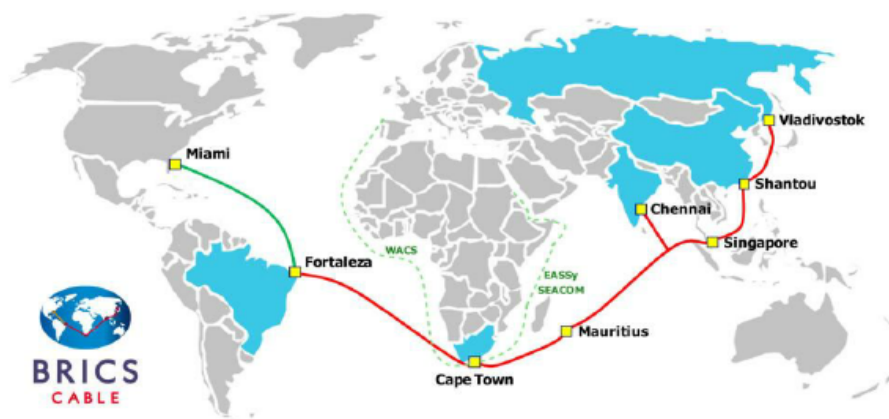 Vladivostok
Miami
Shantou
Chennai
Singapore
WACS
Fortaleza
EASSy
SEACOM
Mauritius
Cape Town
BRICS
CABLE